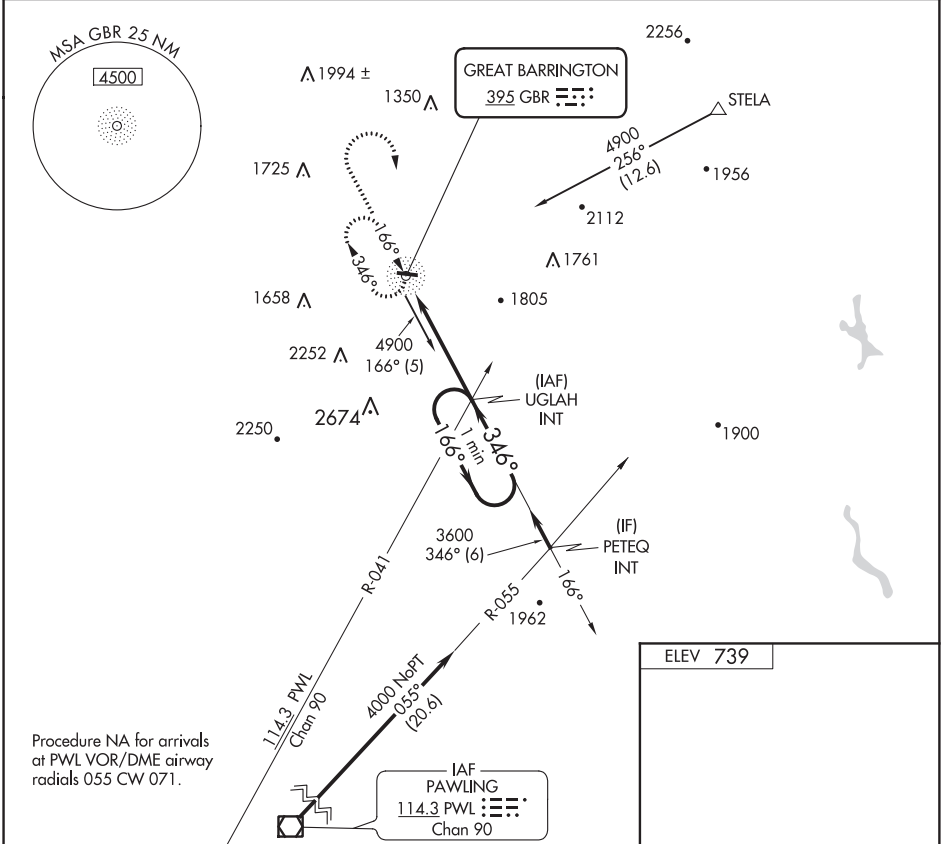 MSA GBR 25 NM
4500
1994 ±
1350
2256
GREAT BARRINGTON
395 GBR
STELA
4900
256°
(12.6)
1725
1956
2112
166°
346°
1761
1658
1805
4900
166° (5)
2252
(IAF)
UGLAH
INT
2674
2250
1 min
166°
346°
1900
3600
346° (6)
(IF)
PETEQ
INT
166°
R-041
R-055
1962
ELEV 739
4000 NoPT
055°
(20.6)
114.3 PWL
Chan 90
Procedure NA for arrivals
at PWL VOR/DME airway
radials 055 CW 071.
IAF
PAWLING
114.3 PWL
Chan 90